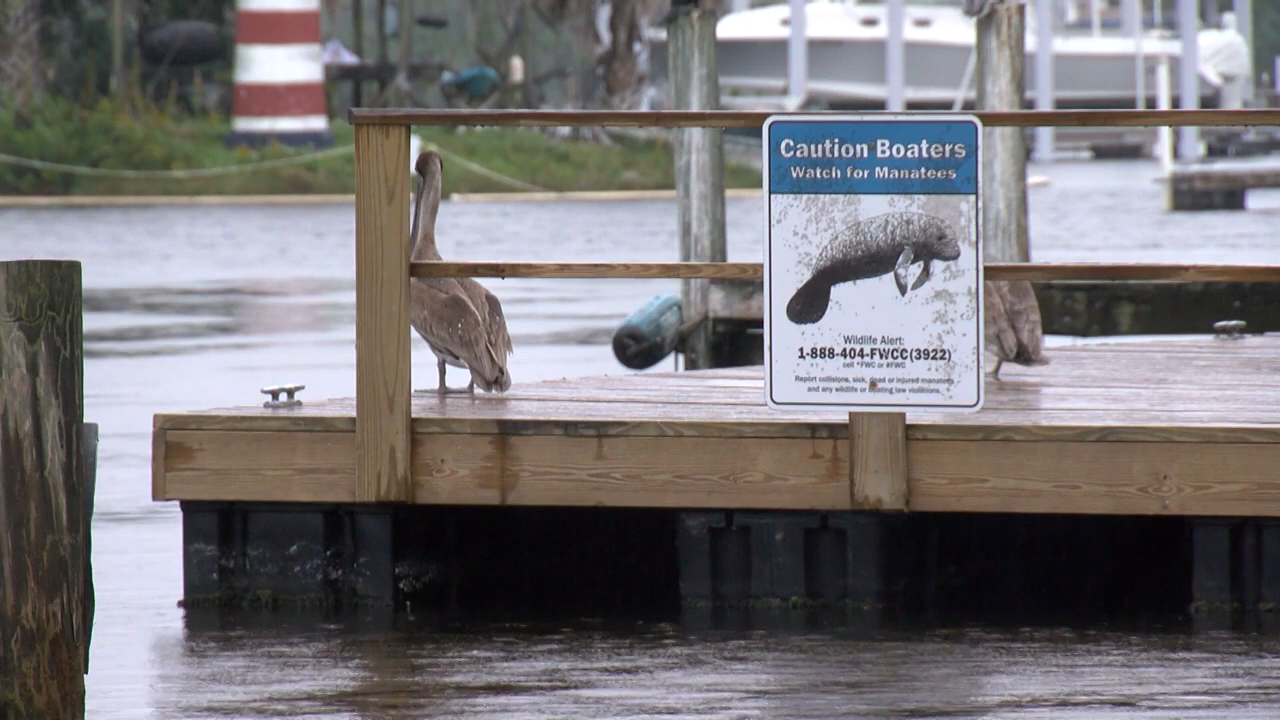 Caution Boaters
Watch for Manatees
Wildlife Alert:
1-888-404-FWCC(3922)
cell *FWC or #FWC
Report collisions, sick, dead or injured manatees
and any wildlife or boating law violations.